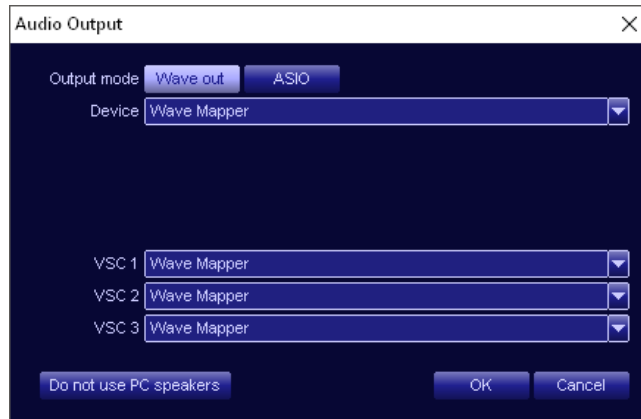 Audio Output
Output mode Wave out ASIO
Device Wave Mapper
VSC 1 Wave Mapper
VSC 2 Wave Mapper
VSC 3 Wave Mapper
Do not use PC speakers OK Cancel